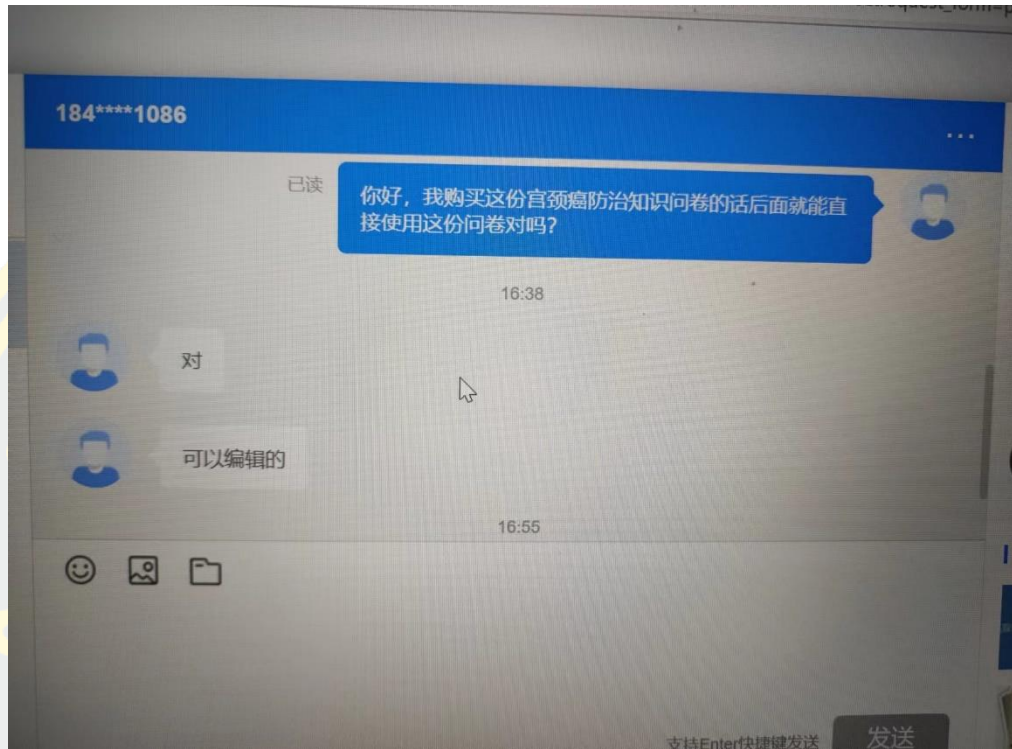 184****1086
...
已读
你好，我购买这份宫颈癌防治知识问卷的话后面就能直
接使用这份问卷对吗？
16:38
对
可以编辑的
16:55
支持Enter快捷键发送
发送